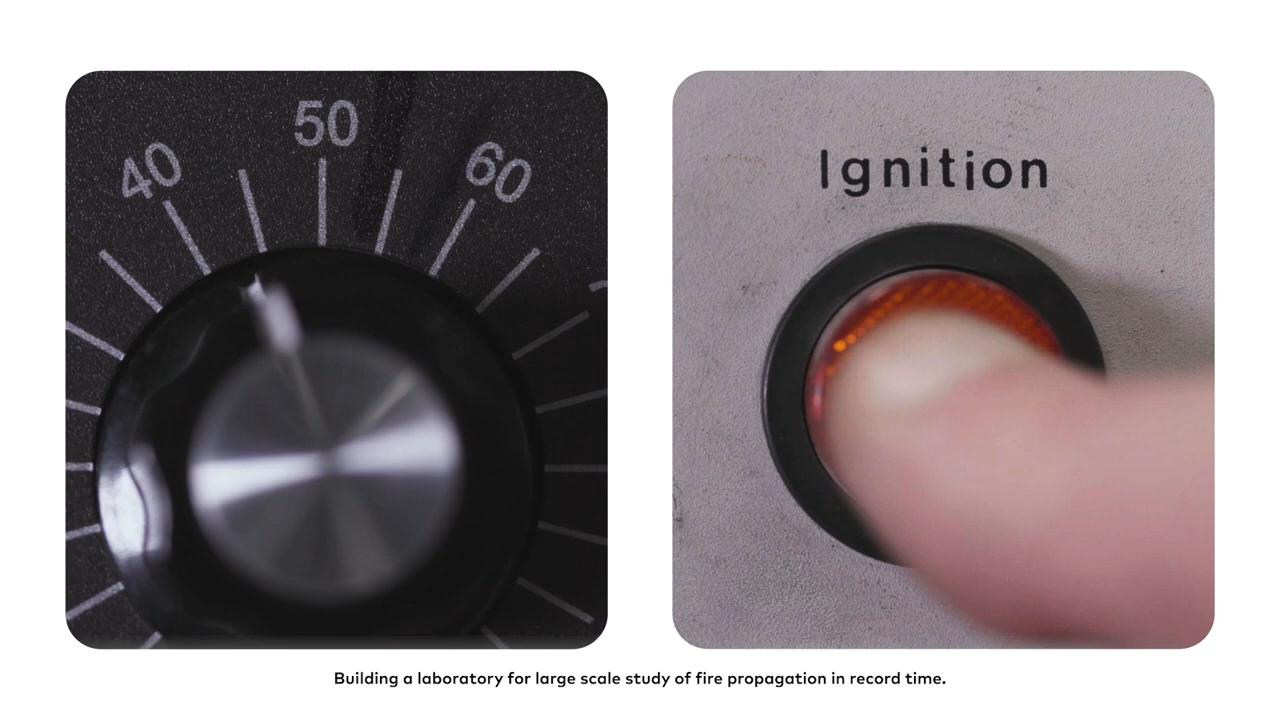 40
50
60
Ignition
Building a laboratory for large scale study of fire propagation in record time.